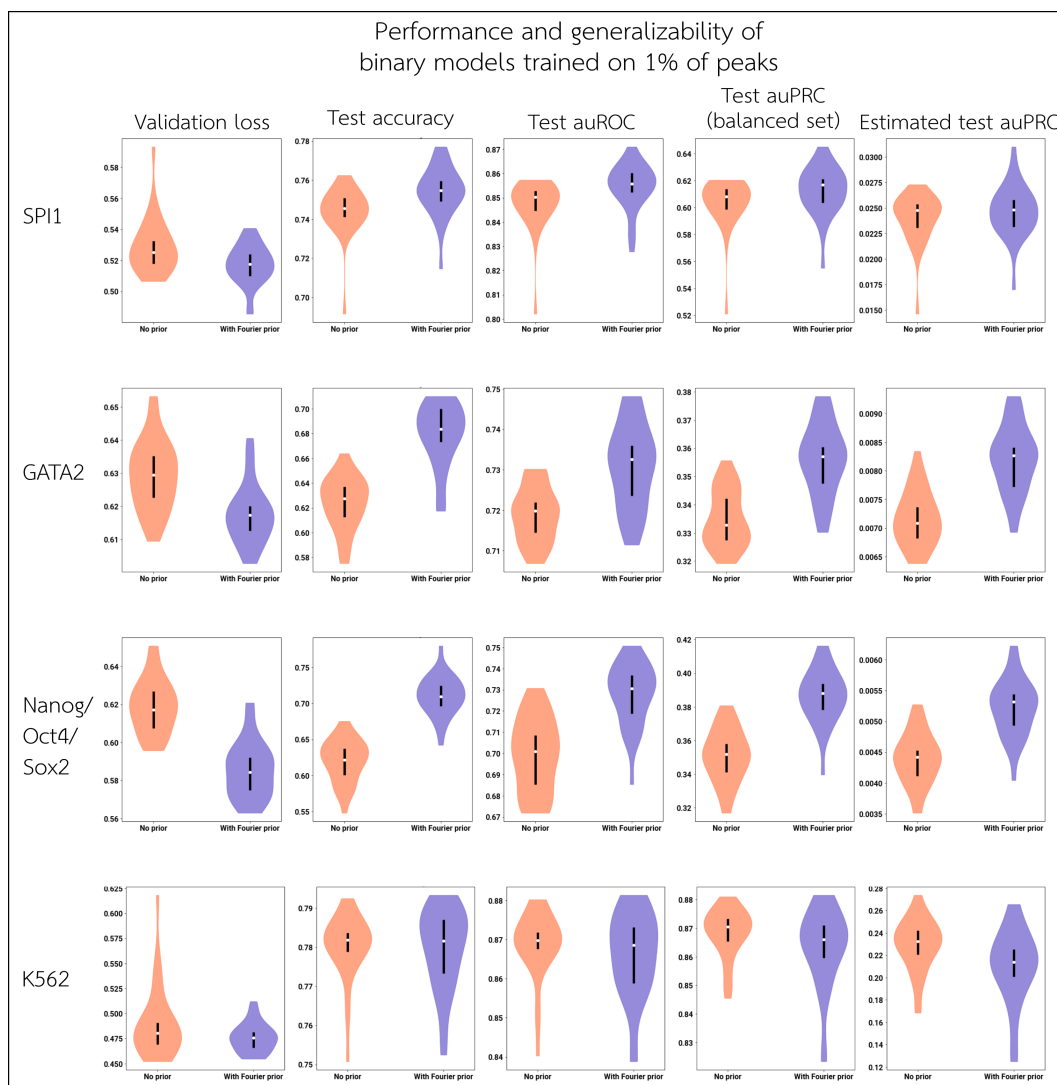 Performance and generalizability of
binary models trained on 1% of peaks
Validation loss
Test accuracy
Test auROC
Test auPRC
(balanced set)
Estimated test auPRC
SPI1
0.58
0.56
0.54
0.52
0.50
No prior
With Fourier prior
0.76
0.74
0.72
0.70
No prior
With Fourier prior
0.87
0.86
0.85
0.84
0.83
0.82
0.81
0.80
No prior
With Fourier prior
0.64
0.62
0.60
0.58
0.56
0.54
0.52
No prior
With Fourier prior
0.0300
0.0275
0.0250
0.0225
0.0200
0.0175
0.0150
No prior
With Fourier prior
GATA2
0.65
0.64
0.63
0.62
0.61
No prior
With Fourier prior
0.70
0.68
0.66
0.64
0.62
0.60
0.58
No prior
With Fourier prior
0.75
0.74
0.73
0.72
0.71
No prior
With Fourier prior
0.38
0.37
0.36
0.35
0.34
0.33
0.32
No prior
With Fourier prior
0.0090
0.0085
0.0080
0.0075
0.0070
0.0065
No prior
With Fourier prior
Nanog/
Oct4/
Sox2
0.64
0.62
0.60
0.58
0.56
No prior
With Fourier prior
0.75
0.70
0.65
0.60
0.55
No prior
With Fourier prior
0.75
0.74
0.73
0.72
0.71
0.70
0.69
0.68
0.67
No prior
With Fourier prior
0.42
0.40
0.38
0.36
0.34
0.32
No prior
With Fourier prior
0.0060
0.0055
0.0050
0.0045
0.0040
0.0035
No prior
With Fourier prior
K562
0.625
0.600
0.575
0.550
0.525
0.500
0.475
0.450
No prior
With Fourier prior
0.79
0.78
0.77
0.76
0.75
No prior
With Fourier prior
0.88
0.87
0.86
0.85
0.84
No prior
With Fourier prior
0.88
0.87
0.86
0.85
0.84
0.83
No prior
With Fourier prior
0.28
0.26
0.24
0.22
0.20
0.18
0.16
0.14
0.12
No prior
With Fourier prior